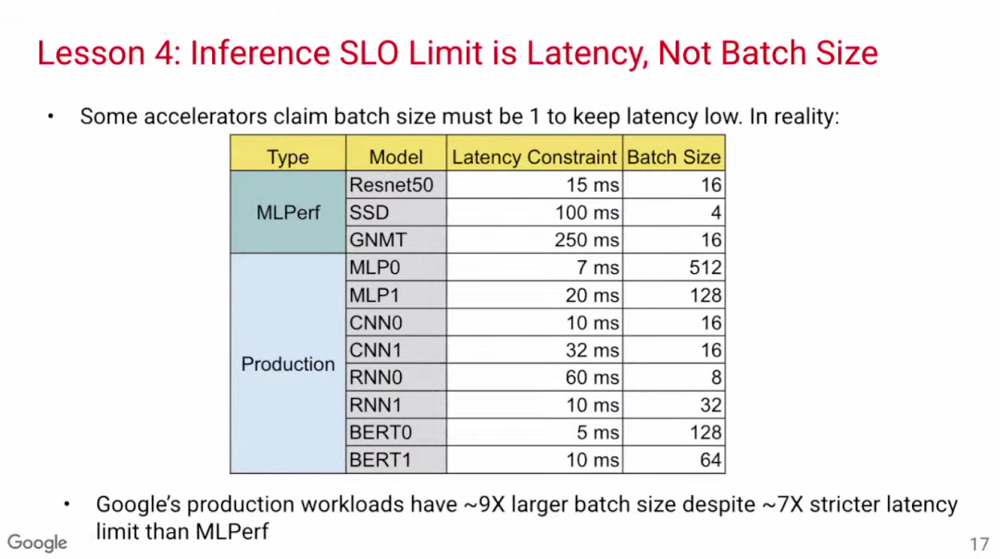 Lesson 4: Inference SLO Limit is Latency, Not Batch Size
• Some accelerators claim batch size must be 1 to keep latency low. In reality:
Type Model Latency Constraint Batch Size
MLPerf
Resnet50 15 ms 16
SSD 100 ms 4
GNMT 250 ms 16
Production
MLP0 7 ms 512
MLP1 20 ms 128
CNN0 10 ms 16
CNN1 32 ms 16
RNN0 60 ms 8
RNN1 10 ms 32
BERT0 5 ms 128
BERT1 10 ms 64
• Google's production workloads have ~9X larger batch size despite ~7X stricter latency
limit than MLPerf
Google
17